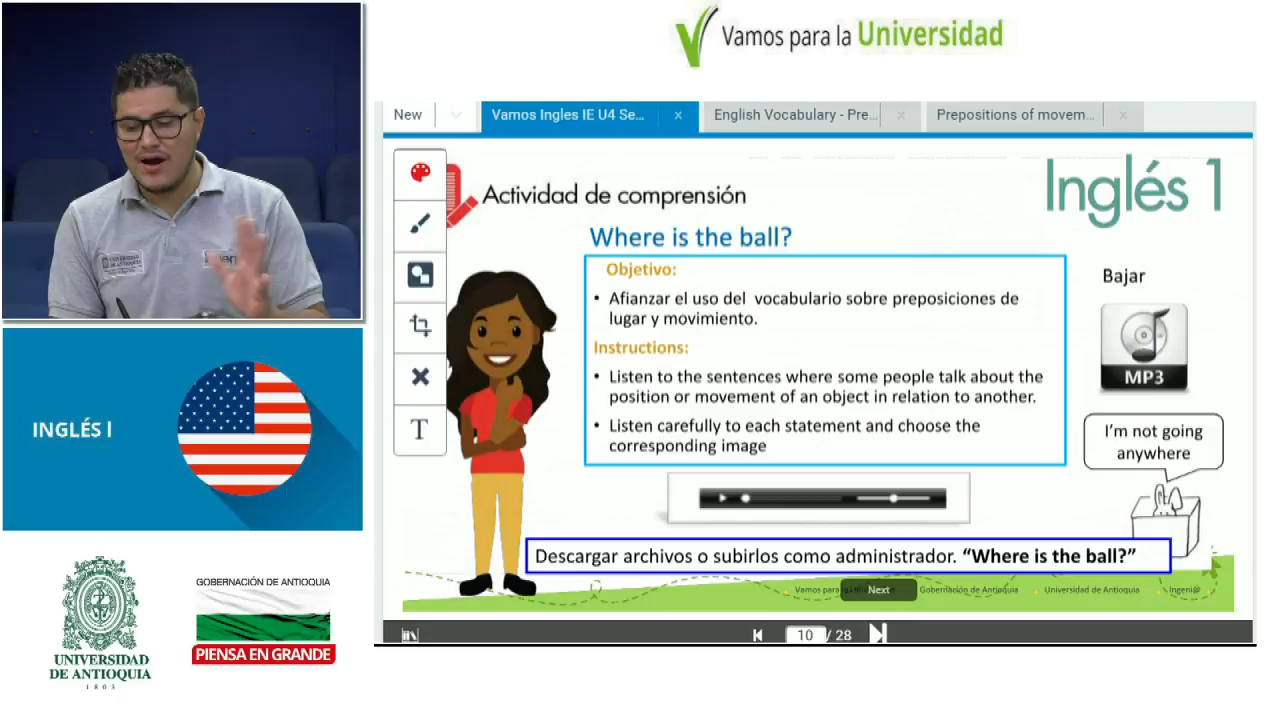 Vamos para la Universidad
New
Vamos Ingles IE U4 Se...
English Vocabulary - Pre...
Prepositions of movem...
Inglés 1
Actividad de comprensión
Where is the ball?
Objetivo:
• Afianzar el uso del vocabulario sobre preposiciones de
lugar y movimiento.
Instructions:
• Listen to the sentences where some people talk about the
position or movement of an object in relation to another.
• Listen carefully to each statement and choose the
corresponding image
Bajar
MP3
I'm not going
anywhere
T
Descargar archivos o subirlos como administrador. “Where is the ball?”
Vamos para
Next
Gobernación de Antioquia
Universidad de Antioquia
10 / 28
INGLÉS I
UNIVERSIDAD
DE ANTIOQUIA
1803
GOBERNACIÓN DE ANTIOQUIA
PIENSA EN GRANDE